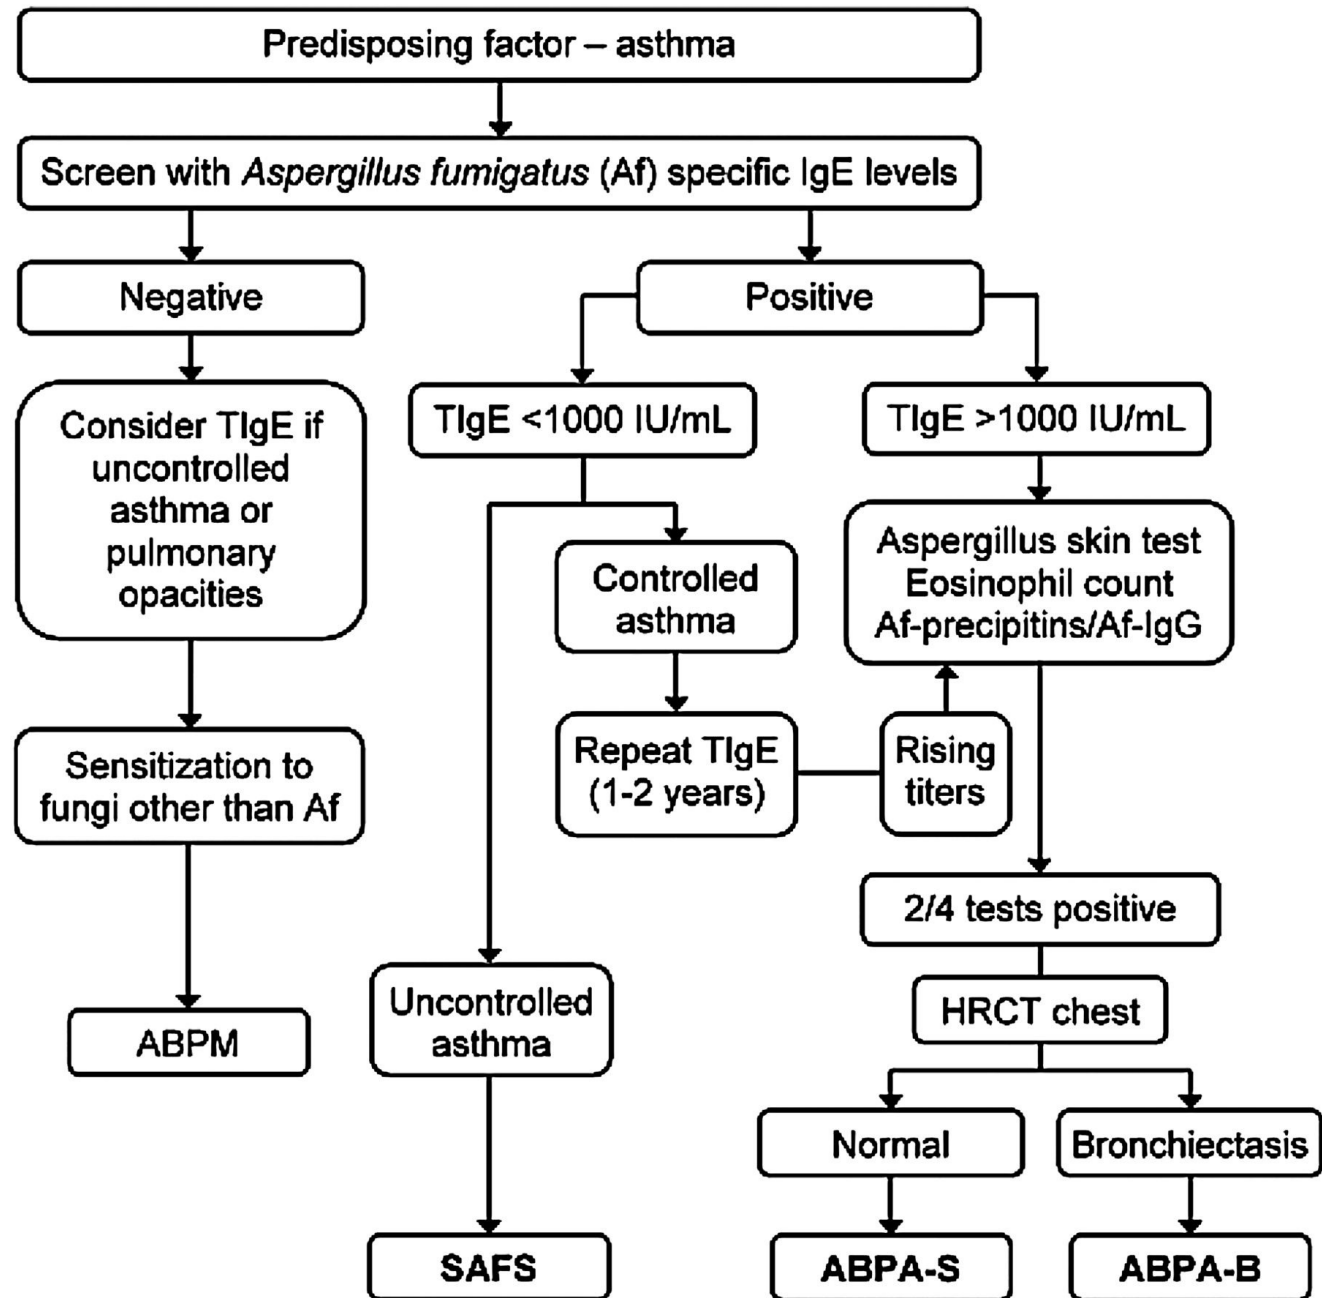 Predisposing factor – asthma
Screen with Aspergillus fumigatus (Af) specific IgE levels
Negative
Positive
Consider TIgE if
uncontrolled
asthma or
pulmonary
opacities
TIgE <1000 IU/mL
TIgE >1000 IU/mL
Controlled
asthma
Aspergillus skin test
Eosinophil count
Af-precipitins/Af-IgG
Sensitization to
fungi other than Af
Repeat TIgE
(1-2 years)
Rising
titers
2/4 tests positive
ABPM
Uncontrolled
asthma
HRCT chest
Normal
Bronchiectasis
SAFS
ABPA-S
ABPA-B